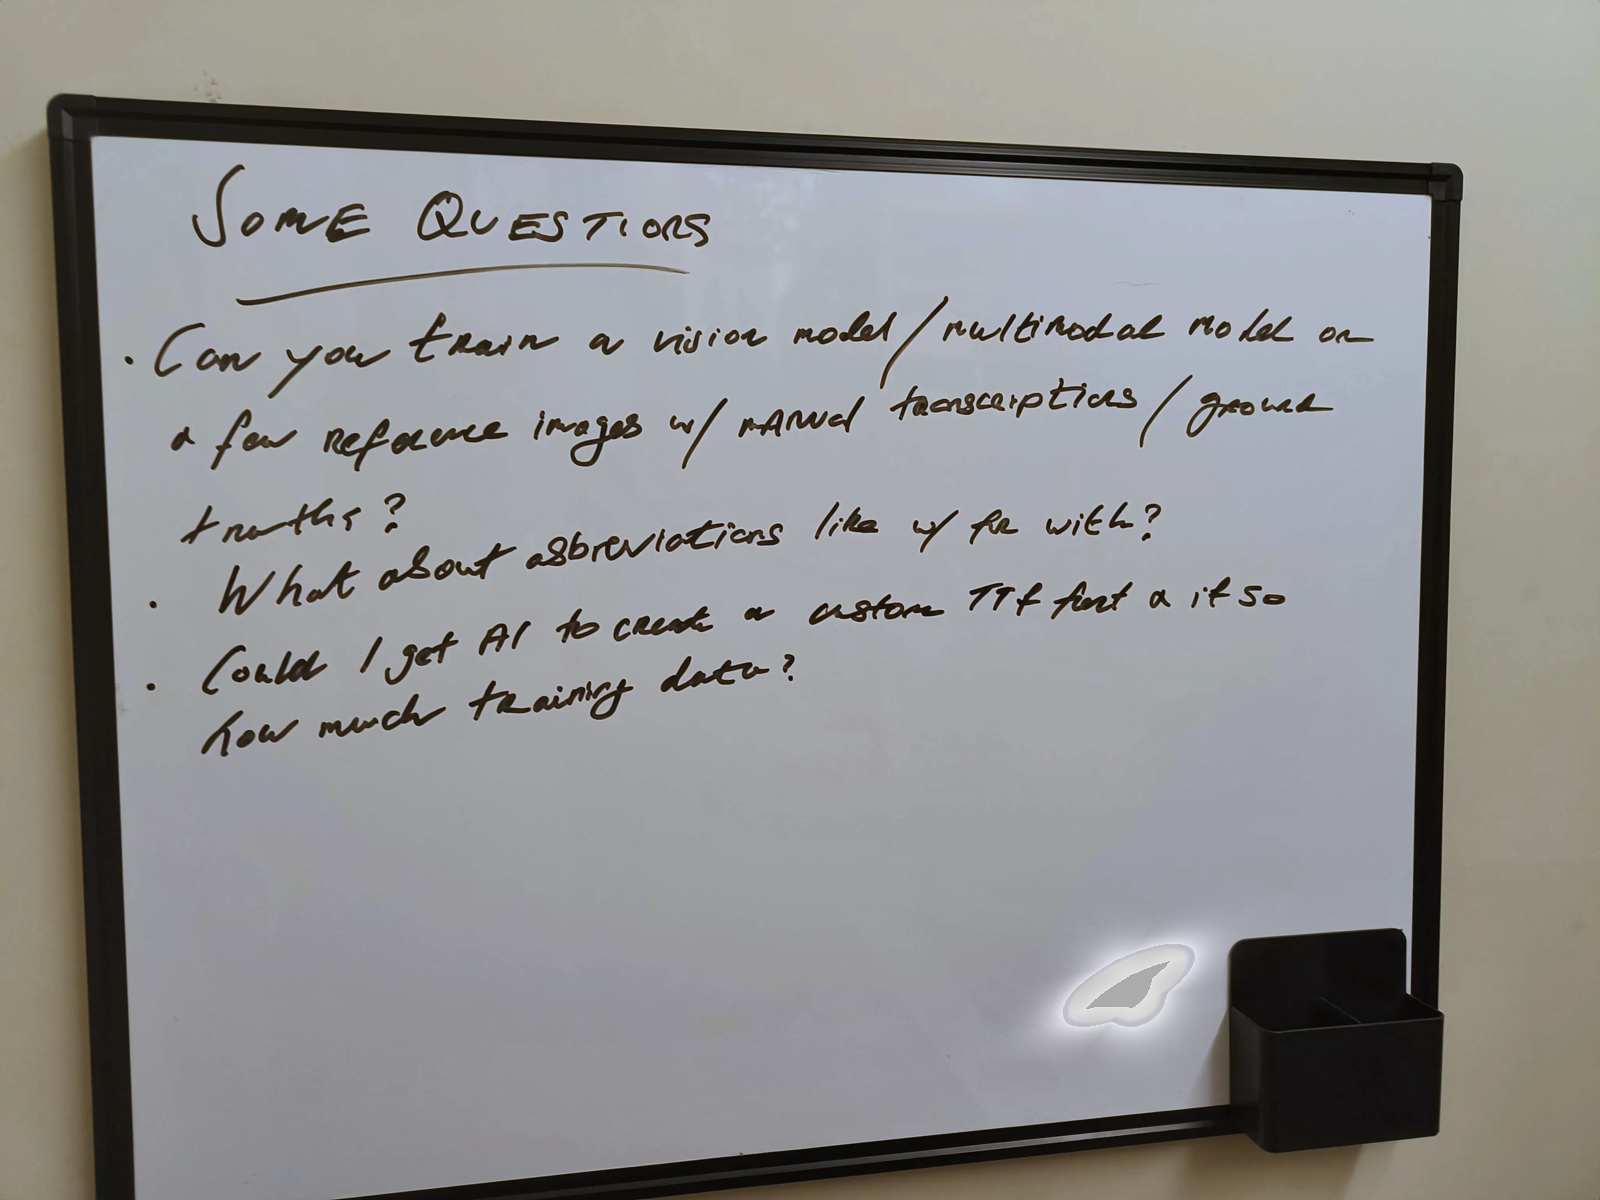 SOME QUESTIONS
· Can you train a vision model / multimodal model on
a few reference images w/ manual transcriptions / ground
truths?
· What about abbreviations like w/ for with?
· Could I get AI to create a custom TTF font & if so
how much training data?